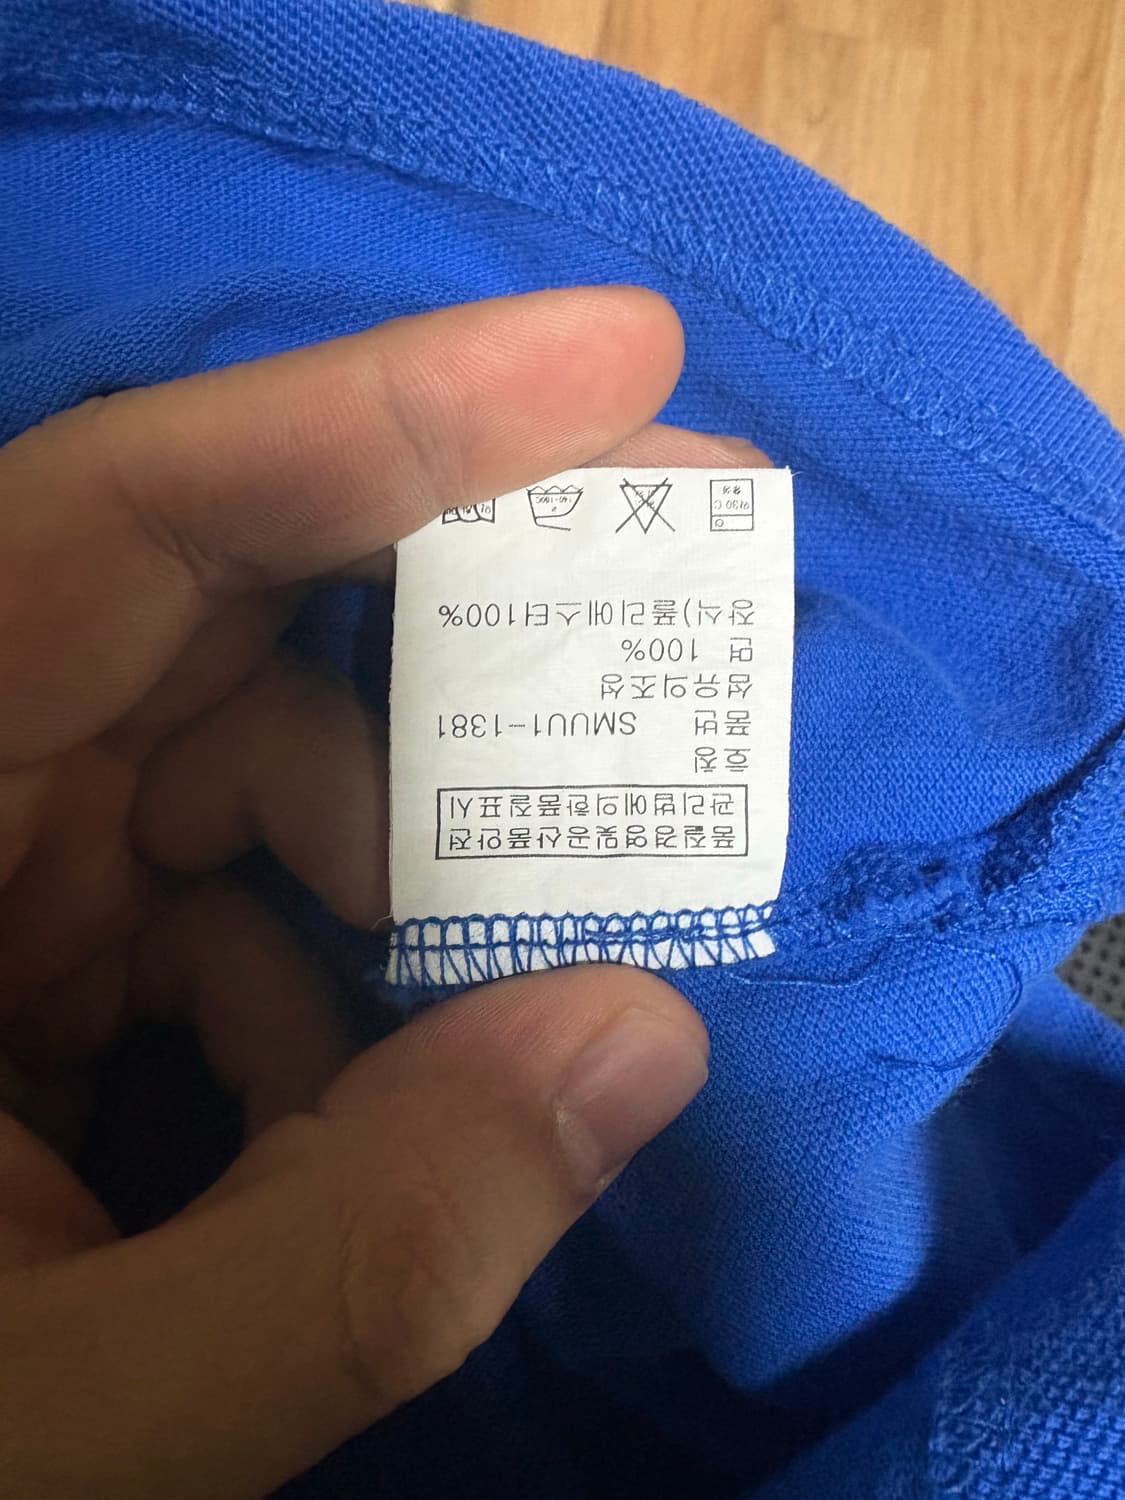 품질경영및공산품안전
관리법에의한품질표시
호칭
품번 SMUU1-1381
섬유의조성
면 100%
장식)폴리에스터100%